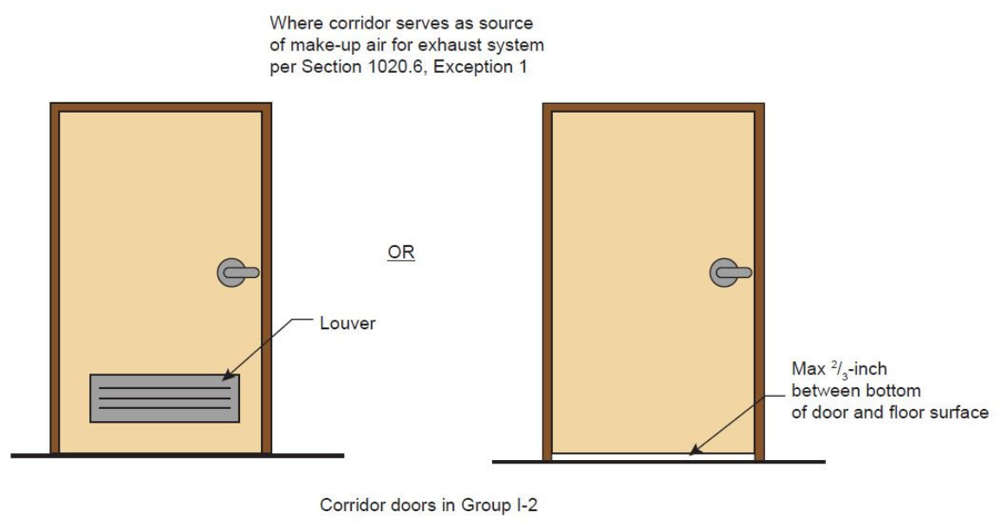 Where corridor serves as source
of make-up air for exhaust system
per Section 1020.6, Exception 1
OR
Louver
Max 2/3-inch
between bottom
of door and floor surface
Corridor doors in Group I-2